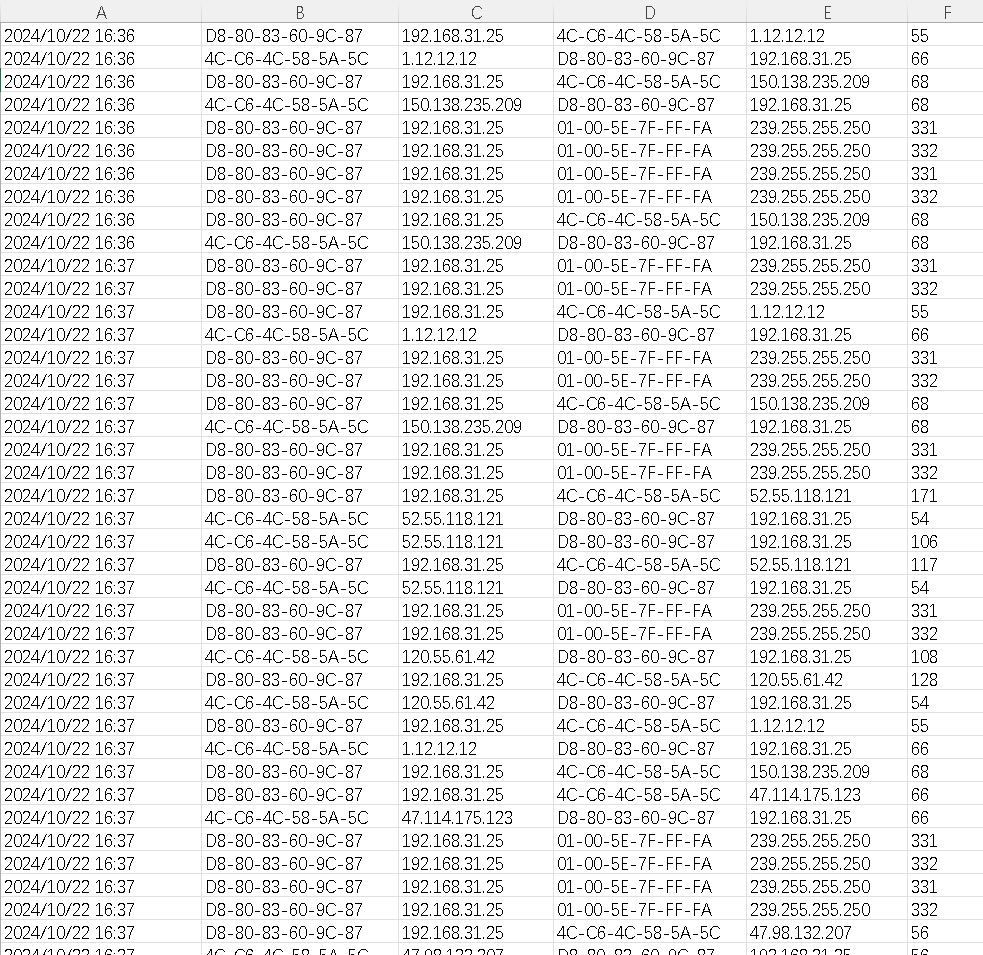 A B C D E F
2024/10/22 16:36 D8-80-83-60-9C-87 192.168.31.25 4C-C6-4C-58-5A-5C 1.12.12.12 55
2024/10/22 16:36 4C-C6-4C-58-5A-5C 1.12.12.12 D8-80-83-60-9C-87 192.168.31.25 66
2024/10/22 16:36 D8-80-83-60-9C-87 192.168.31.25 4C-C6-4C-58-5A-5C 150.138.235.209 68
2024/10/22 16:36 4C-C6-4C-58-5A-5C 150.138.235.209 D8-80-83-60-9C-87 192.168.31.25 68
2024/10/22 16:36 D8-80-83-60-9C-87 192.168.31.25 01-00-5E-7F-FF-FA 239.255.255.250 331
2024/10/22 16:36 D8-80-83-60-9C-87 192.168.31.25 01-00-5E-7F-FF-FA 239.255.255.250 332
2024/10/22 16:36 D8-80-83-60-9C-87 192.168.31.25 01-00-5E-7F-FF-FA 239.255.255.250 331
2024/10/22 16:36 D8-80-83-60-9C-87 192.168.31.25 01-00-5E-7F-FF-FA 239.255.255.250 332
2024/10/22 16:36 D8-80-83-60-9C-87 192.168.31.25 4C-C6-4C-58-5A-5C 150.138.235.209 68
2024/10/22 16:36 4C-C6-4C-58-5A-5C 150.138.235.209 D8-80-83-60-9C-87 192.168.31.25 68
2024/10/22 16:37 D8-80-83-60-9C-87 192.168.31.25 01-00-5E-7F-FF-FA 239.255.255.250 331
2024/10/22 16:37 D8-80-83-60-9C-87 192.168.31.25 01-00-5E-7F-FF-FA 239.255.255.250 332
2024/10/22 16:37 D8-80-83-60-9C-87 192.168.31.25 4C-C6-4C-58-5A-5C 1.12.12.12 55
2024/10/22 16:37 4C-C6-4C-58-5A-5C 1.12.12.12 D8-80-83-60-9C-87 192.168.31.25 66
2024/10/22 16:37 D8-80-83-60-9C-87 192.168.31.25 01-00-5E-7F-FF-FA 239.255.255.250 331
2024/10/22 16:37 D8-80-83-60-9C-87 192.168.31.25 01-00-5E-7F-FF-FA 239.255.255.250 332
2024/10/22 16:37 D8-80-83-60-9C-87 192.168.31.25 4C-C6-4C-58-5A-5C 150.138.235.209 68
2024/10/22 16:37 4C-C6-4C-58-5A-5C 150.138.235.209 D8-80-83-60-9C-87 192.168.31.25 68
2024/10/22 16:37 D8-80-83-60-9C-87 192.168.31.25 01-00-5E-7F-FF-FA 239.255.255.250 331
2024/10/22 16:37 D8-80-83-60-9C-87 192.168.31.25 01-00-5E-7F-FF-FA 239.255.255.250 332
2024/10/22 16:37 D8-80-83-60-9C-87 192.168.31.25 4C-C6-4C-58-5A-5C 52.55.118.121 171
2024/10/22 16:37 4C-C6-4C-58-5A-5C 52.55.118.121 D8-80-83-60-9C-87 192.168.31.25 54
2024/10/22 16:37 4C-C6-4C-58-5A-5C 52.55.118.121 D8-80-83-60-9C-87 192.168.31.25 106
2024/10/22 16:37 D8-80-83-60-9C-87 192.168.31.25 4C-C6-4C-58-5A-5C 52.55.118.121 117
2024/10/22 16:37 4C-C6-4C-58-5A-5C 52.55.118.121 D8-80-83-60-9C-87 192.168.31.25 54
2024/10/22 16:37 D8-80-83-60-9C-87 192.168.31.25 01-00-5E-7F-FF-FA 239.255.255.250 331
2024/10/22 16:37 D8-80-83-60-9C-87 192.168.31.25 01-00-5E-7F-FF-FA 239.255.255.250 332
2024/10/22 16:37 4C-C6-4C-58-5A-5C 120.55.61.42 D8-80-83-60-9C-87 192.168.31.25 108
2024/10/22 16:37 D8-80-83-60-9C-87 192.168.31.25 4C-C6-4C-58-5A-5C 120.55.61.42 128
2024/10/22 16:37 4C-C6-4C-58-5A-5C 120.55.61.42 D8-80-83-60-9C-87 192.168.31.25 54
2024/10/22 16:37 D8-80-83-60-9C-87 192.168.31.25 4C-C6-4C-58-5A-5C 1.12.12.12 55
2024/10/22 16:37 4C-C6-4C-58-5A-5C 1.12.12.12 D8-80-83-60-9C-87 192.168.31.25 66
2024/10/22 16:37 D8-80-83-60-9C-87 192.168.31.25 4C-C6-4C-58-5A-5C 150.138.235.209 68
2024/10/22 16:37 D8-80-83-60-9C-87 192.168.31.25 4C-C6-4C-58-5A-5C 47.114.175.123 66
2024/10/22 16:37 4C-C6-4C-58-5A-5C 47.114.175.123 D8-80-83-60-9C-87 192.168.31.25 66
2024/10/22 16:37 D8-80-83-60-9C-87 192.168.31.25 01-00-5E-7F-FF-FA 239.255.255.250 331
2024/10/22 16:37 D8-80-83-60-9C-87 192.168.31.25 01-00-5E-7F-FF-FA 239.255.255.250 332
2024/10/22 16:37 D8-80-83-60-9C-87 192.168.31.25 01-00-5E-7F-FF-FA 239.255.255.250 331
2024/10/22 16:37 D8-80-83-60-9C-87 192.168.31.25 01-00-5E-7F-FF-FA 239.255.255.250 332
2024/10/22 16:37 D8-80-83-60-9C-87 192.168.31.25 4C-C6-4C-58-5A-5C 47.98.132.207 56